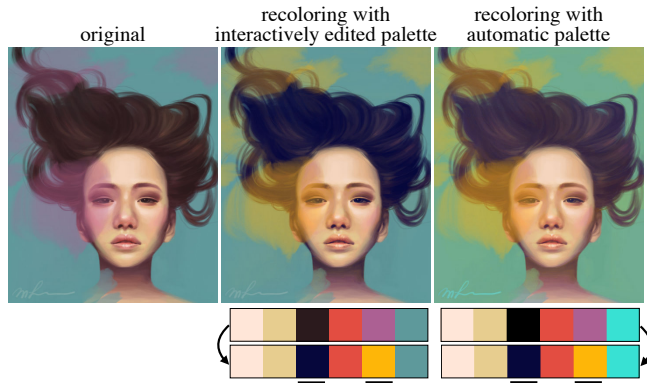 original
recoloring with
interactively edited palette
recoloring with
automatic palette